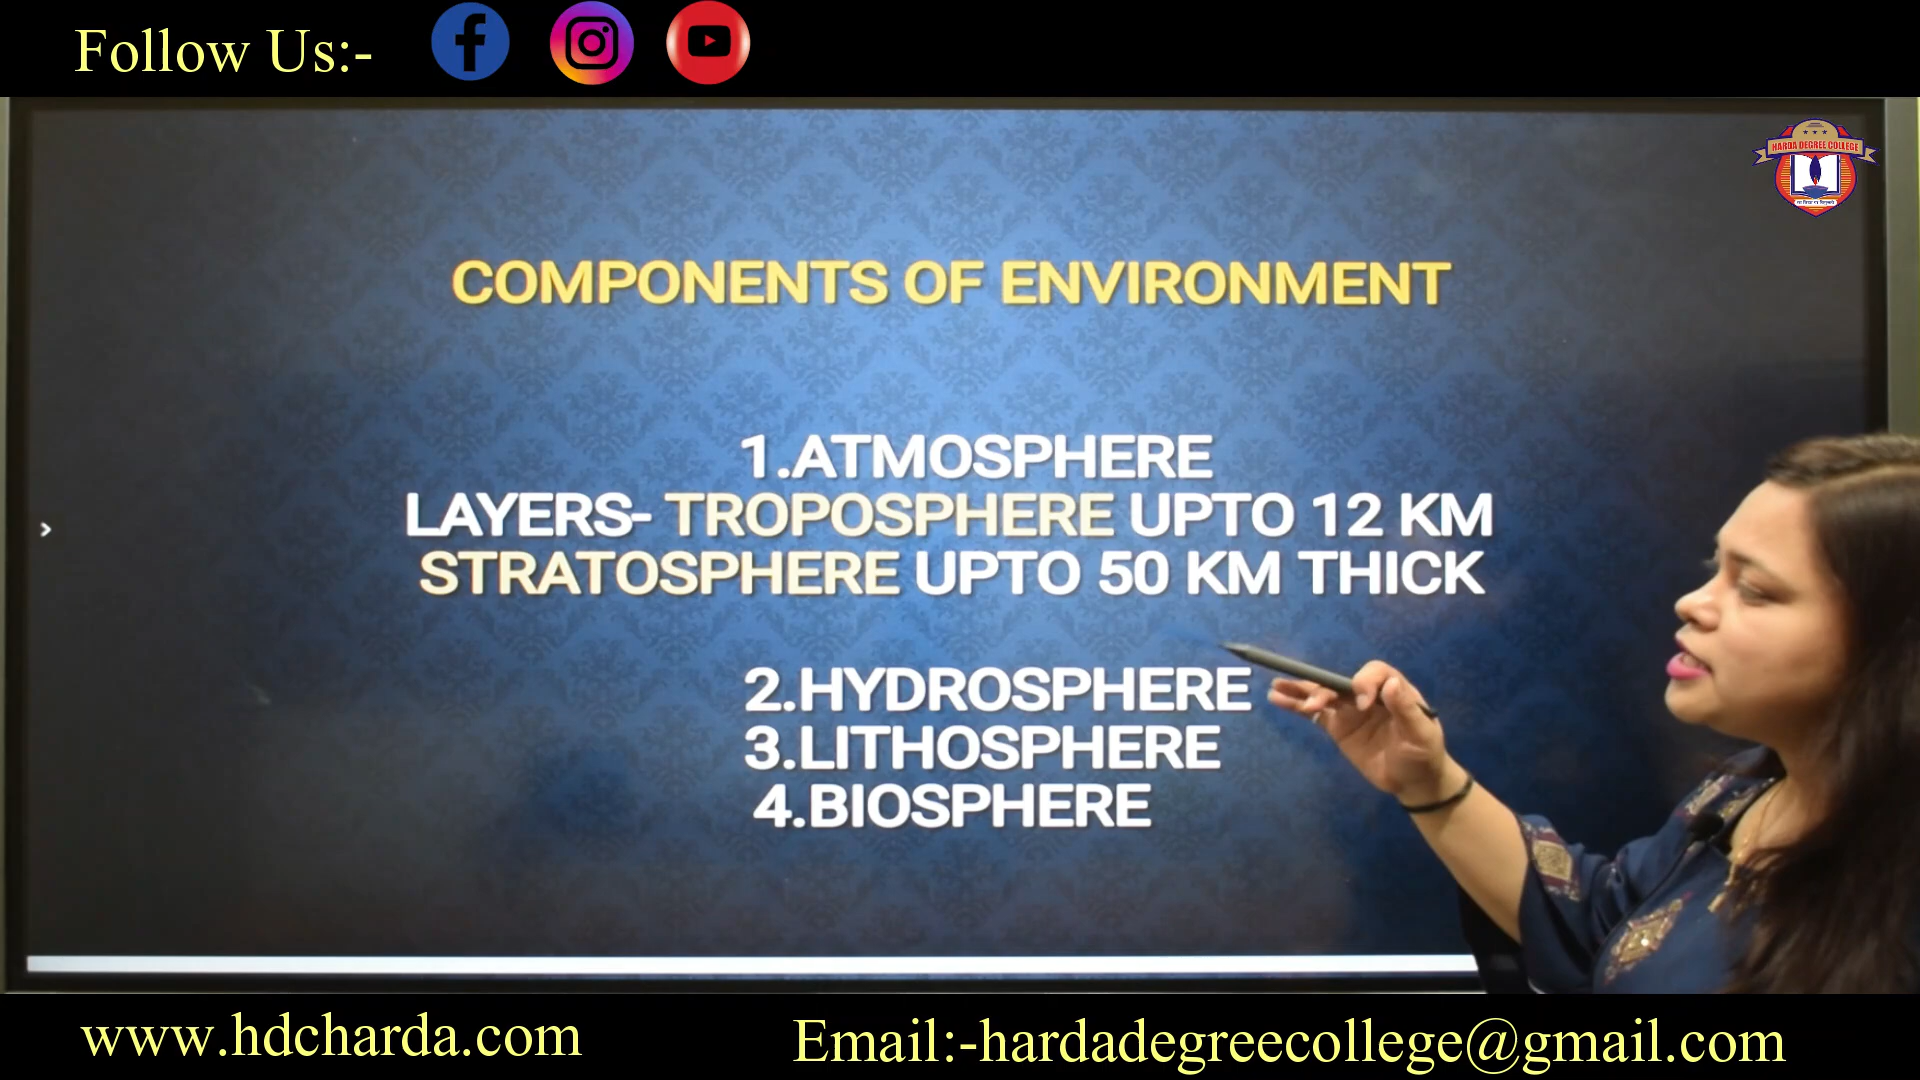 Follow Us:-
HARDA DEGREE COLLEGE
COMPONENTS OF ENVIRONMENT
1.ATMOSPHERE
LAYERS- TROPOSPHERE UPTO 12 KM
STRATOSPHERE UPTO 50 KM THICK
2.HYDROSPHERE
3.LITHOSPHERE
4.BIOSPHERE
www.hdcharda.com
Email:-hardadegreecollege@gmail.com